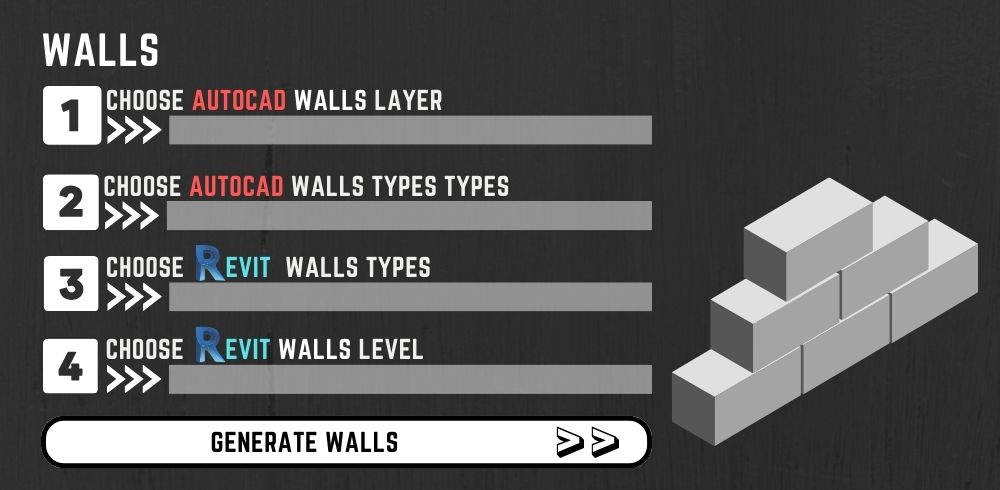 WALLS
1 CHOOSE AUTOCAD WALLS LAYER
>>>
2 CHOOSE AUTOCAD WALLS TYPES TYPES
>>>
3 CHOOSE REVIT WALLS TYPES
>>>
4 CHOOSE REVIT WALLS LEVEL
>>>
GENERATE WALLS >>